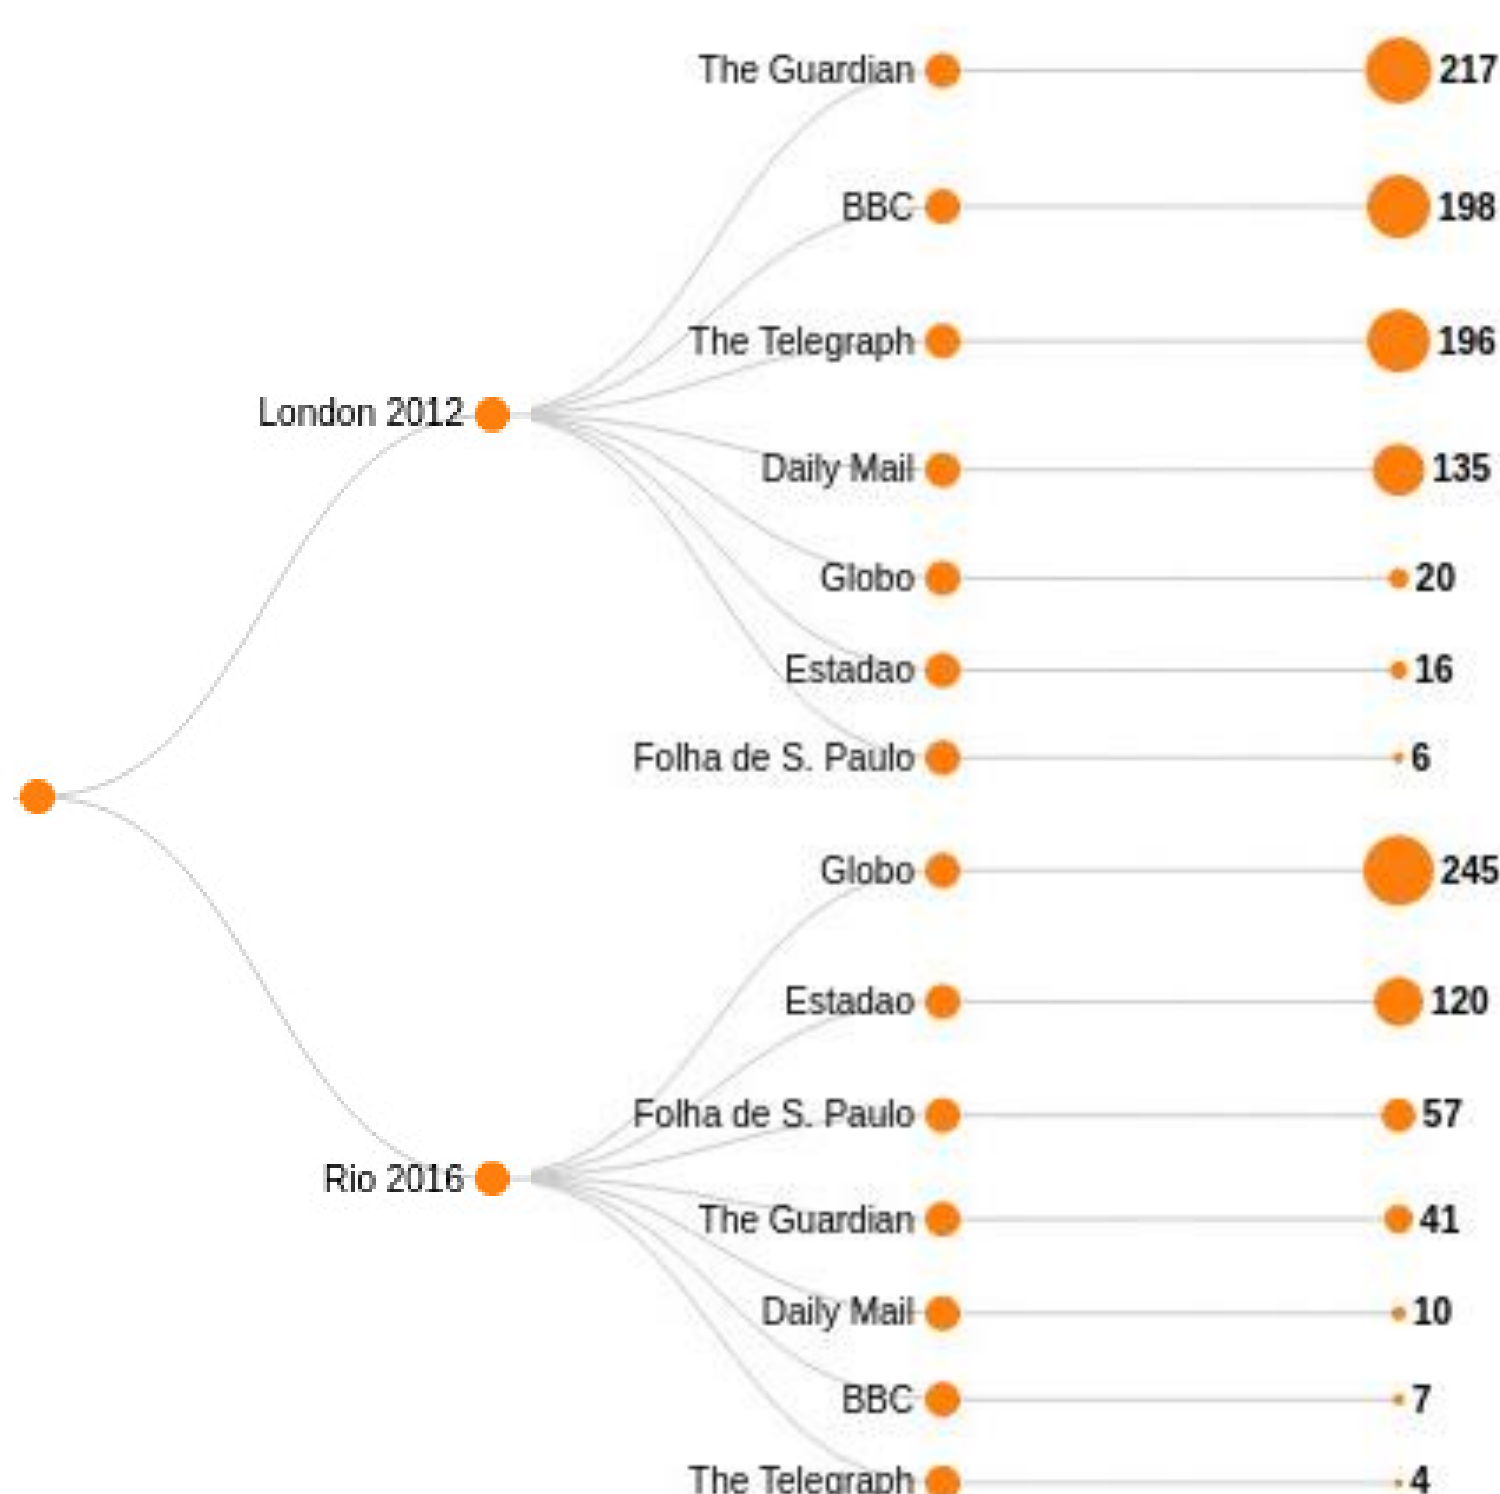 The Guardian 217
BBC 198
The Telegraph 196
London 2012
Daily Mail 135
Globo 20
Estadao 16
Folha de S. Paulo 6
Globo 245
Estadao 120
Folha de S. Paulo 57
Rio 2016
The Guardian 41
Daily Mail 10
BBC 7
The Telegraph 4